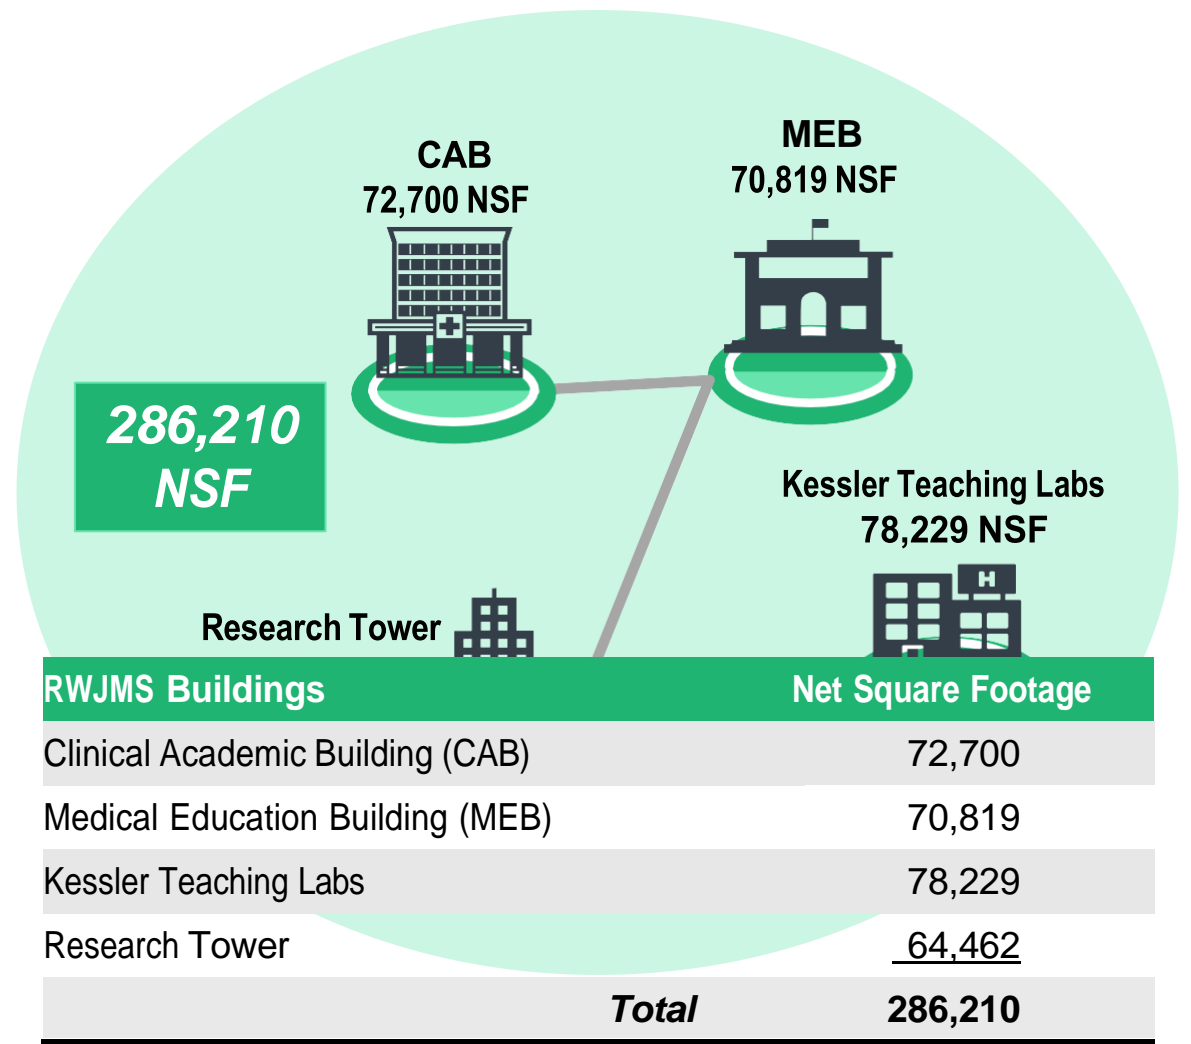 CAB
72,700 NSF
MEB
70,819 NSF
286,210
NSF
Kessler Teaching Labs
78,229 NSF
H
Research Tower
RWJMS Buildings Net Square Footage
Clinical Academic Building (CAB) 72,700
Medical Education Building (MEB) 70,819
Kessler Teaching Labs 78,229
Research Tower 64,462
Total 286,210